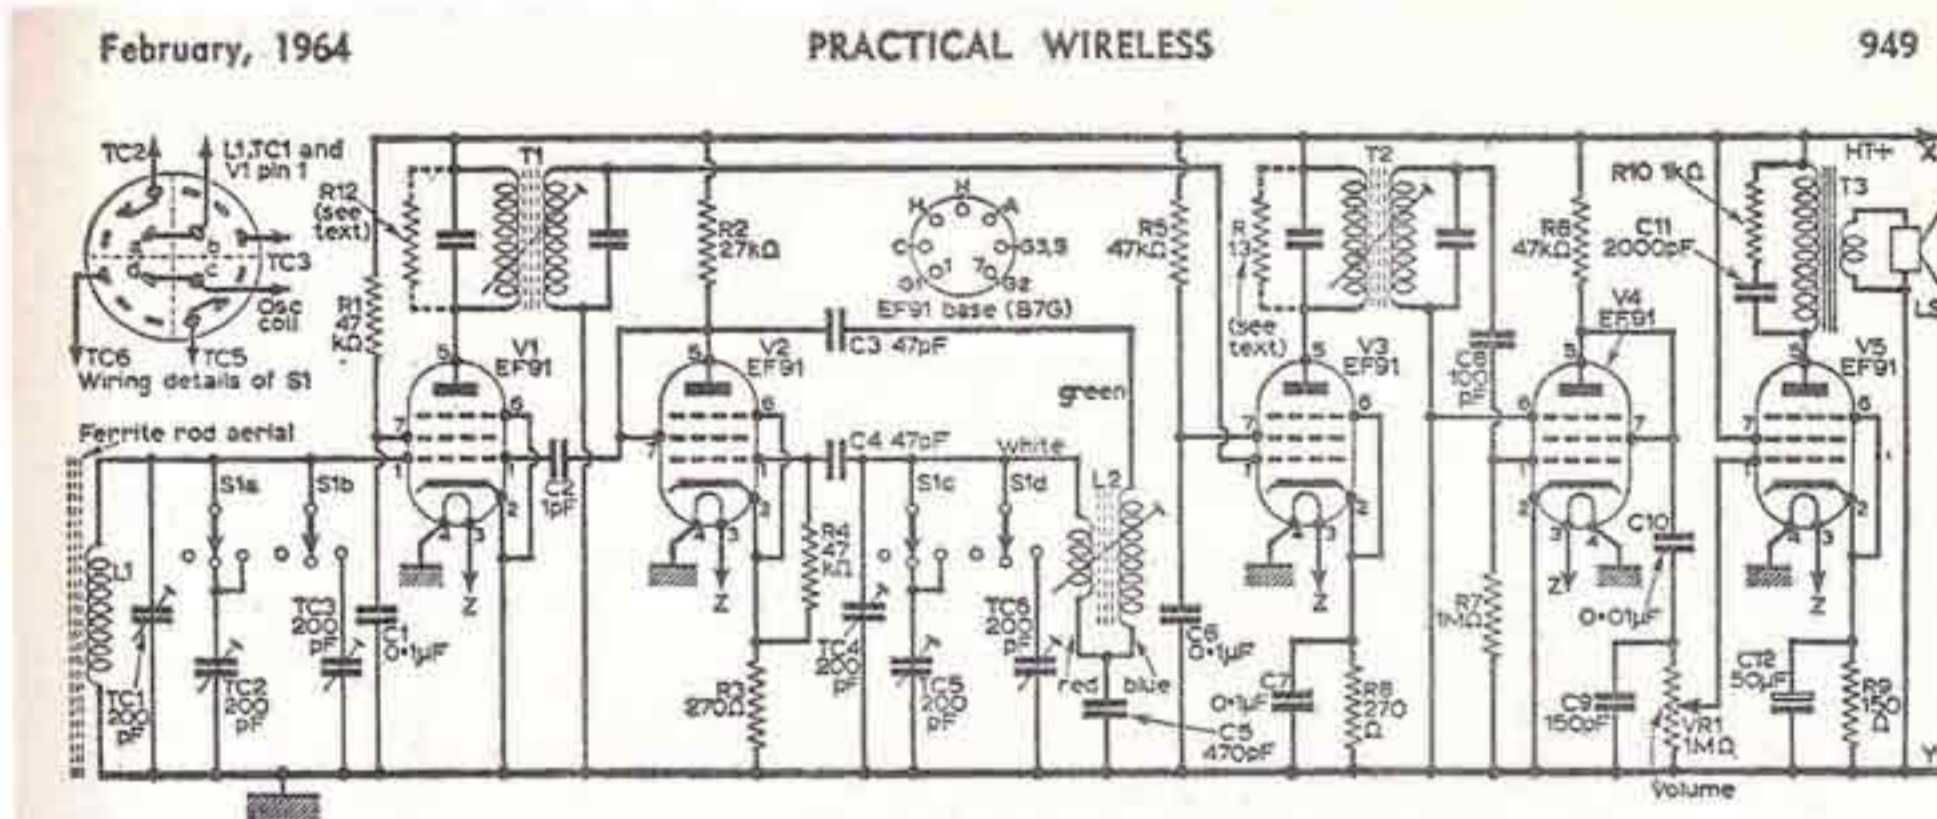 February, 1964
PRACTICAL WIRELESS
949
TC2
L1,TC1 and
V1 pin 1
a
b
c
d
TC3
Osc
coil
TC6
TC5
Wiring details of S1
R12
(see
text)
R1
47
kΩ
T1
R2
27kΩ
H
H
A
C
G3,S
G1
1
7
G2
EF91 base (B7G)
R5
47kΩ
R
13
(see
text)
T2
C8
R6
47kΩ
R10 1kΩ
C11
2000pF
HT+
X
T3
LS
V1
EF91
V2
EF91
C3 47pF
green
V3
EF91
V4
EF91
V5
EF91
Ferrite rod aerial
S1a
S1b
C4 47pF
white
S1c
S1d
L2
L1
TC1
200
pF
TC2
200
pF
TC3
200
pF
C1
0·1µF
Z
Z
R3
270Ω
R4
47
kΩ
TC4
200
pF
TC5
200
pF
TC6
200
pF
red
blue
C5
470pF
C6
0·1µF
C7
0·1µF
Z
R8
270
Ω
R7
1MΩ
Z
C10
0·01µF
C9
150pF
VR1
1MΩ
Volume
Z
C12
50µF
R9
150
Ω
Y